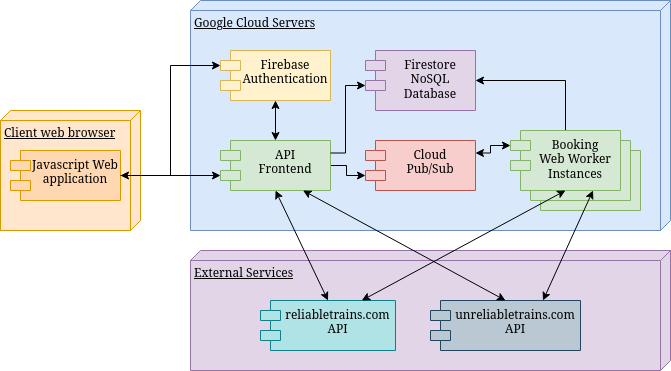 Google Cloud Servers
Firebase
Authentication
Firestore
NoSQL
Database
Client web browser
Javascript Web
application
API
Frontend
Cloud
Pub/Sub
Booking
Web Worker
Instances
External Services
reliabletrains.com
API
unreliabletrains.com
API